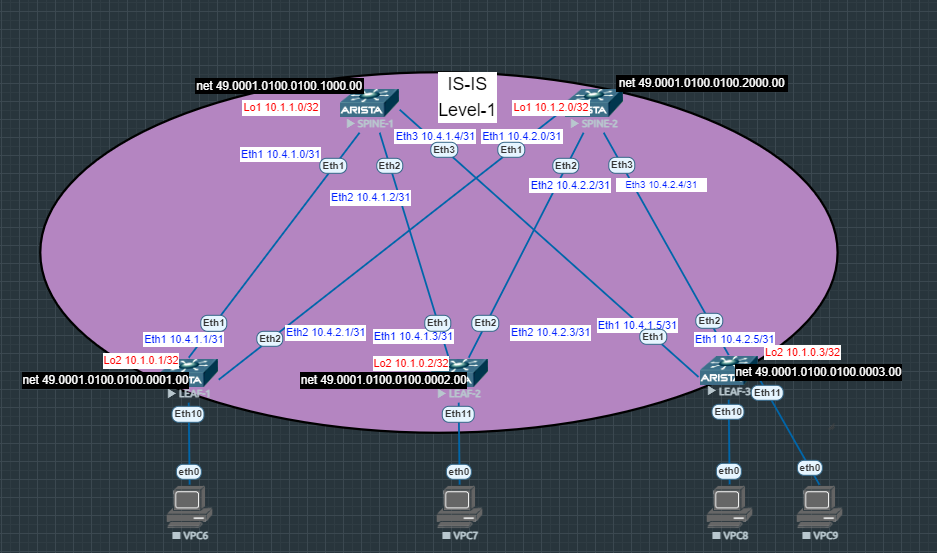 net 49.0001.0100.0100.1000.00
IS-IS
Level-1
net 49.0001.0100.0100.2000.00
Lo1 10.1.1.0/32
ARISTA
SPINE-1
Lo1 10.1.2.0/32
STA
SPINE-2
Eth3 10.4.1.4/31
Eth1 10.4.2.0/31
Eth3
Eth1
Eth1 10.4.1.0/31
Eth1
Eth2
Eth2
Eth3
Eth2 10.4.1.2/31
Eth2 10.4.2.2/31
Eth3 10.4.2.4/31
Eth1
Eth1
Eth2
Eth2
Eth1 10.4.1.1/31
Eth2
Eth2 10.4.2.1/31
Eth1 10.4.1.3/31
Eth2 10.4.2.3/31
Eth1 10.4.1.5/31
Eth1
Eth1 10.4.2.5/31
Lo2 10.1.0.1/32
Lo2 10.1.0.2/32
Lo2 10.1.0.3/32
net 49.0001.0100.0100.0001.00
TA
LEAF-1
net 49.0001.0100.0100.0002.00
TA
LEAF-2
ARIST
net 49.0001.0100.0100.0003.00
LEAF-3
Eth11
Eth10
Eth11
Eth10
eth0
eth0
eth0
eth0
VPC6
VPC7
VPC8
VPC9